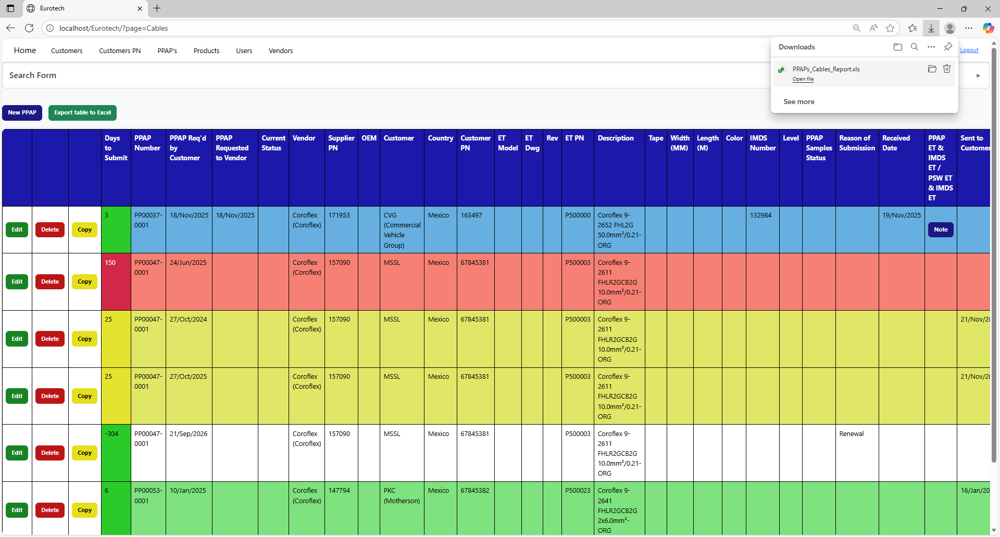 Eurotech
localhost/Eurotech/?page=Cables
Home Customers Customers PN PPAP's Products Users Vendors
Logout
Downloads
PPAPs_Cables_Report.xls
Open file
See more
Search Form
New PPAP Export table to Excel
Days to Submit
PPAP Number
PPAP Req'd by Customer
PPAP Requested to Vendor
Current Status
Vendor
Supplier PN
OEM
Customer
Country
Customer PN
ET Model
ET Dwg
Rev
ET PN
Description
Tape
Width (MM)
Length (M)
Color
IMDS Number
Level
PPAP Samples Status
Reason of Submission
Received Date
PPAP ET & IMDS ET / PSW ET & IMDS ET
Sent to Customer
Edit Delete Copy 3 PP00037-0001 18/Nov/2025 18/Nov/2025 Coroflex (Coroflex) 171953 CVG (Commercial Vehicle Group) Mexico 163497 P500000 Coroflex 9-2652 FHL2G 50.0mm²/0.21-ORG 132984 19/Nov/2025 Note
Edit Delete Copy 150 PP00047-0001 24/Jun/2025 Coroflex (Coroflex) 157090 MSSL Mexico 67845381 P500003 Coroflex 9-2611 FHLR2GCB2G 10.0mm²/0.21-ORG
Edit Delete Copy 25 PP00047-0001 27/Oct/2024 Coroflex (Coroflex) 157090 MSSL Mexico 67845381 P500003 Coroflex 9-2611 FHLR2GCB2G 10.0mm²/0.21-ORG 21/Nov/20
Edit Delete Copy 25 PP00047-0001 27/Oct/2025 Coroflex (Coroflex) 157090 MSSL Mexico 67845381 P500003 Coroflex 9-2611 FHLR2GCB2G 10.0mm²/0.21-ORG 21/Nov/20
Edit Delete Copy -304 PP00047-0001 21/Sep/2026 Coroflex (Coroflex) 157090 MSSL Mexico 67845381 P500003 Coroflex 9-2611 FHLR2GCB2G 10.0mm²/0.21-ORG Renewal
Edit Delete Copy 6 PP00053-0001 10/Jan/2025 Coroflex (Coroflex) 147794 PKC (Motherson) Mexico 67845382 P500023 Coroflex 9-2641 FHLR2GCB2G 2x6.0mm²-ORG 16/Jan/20